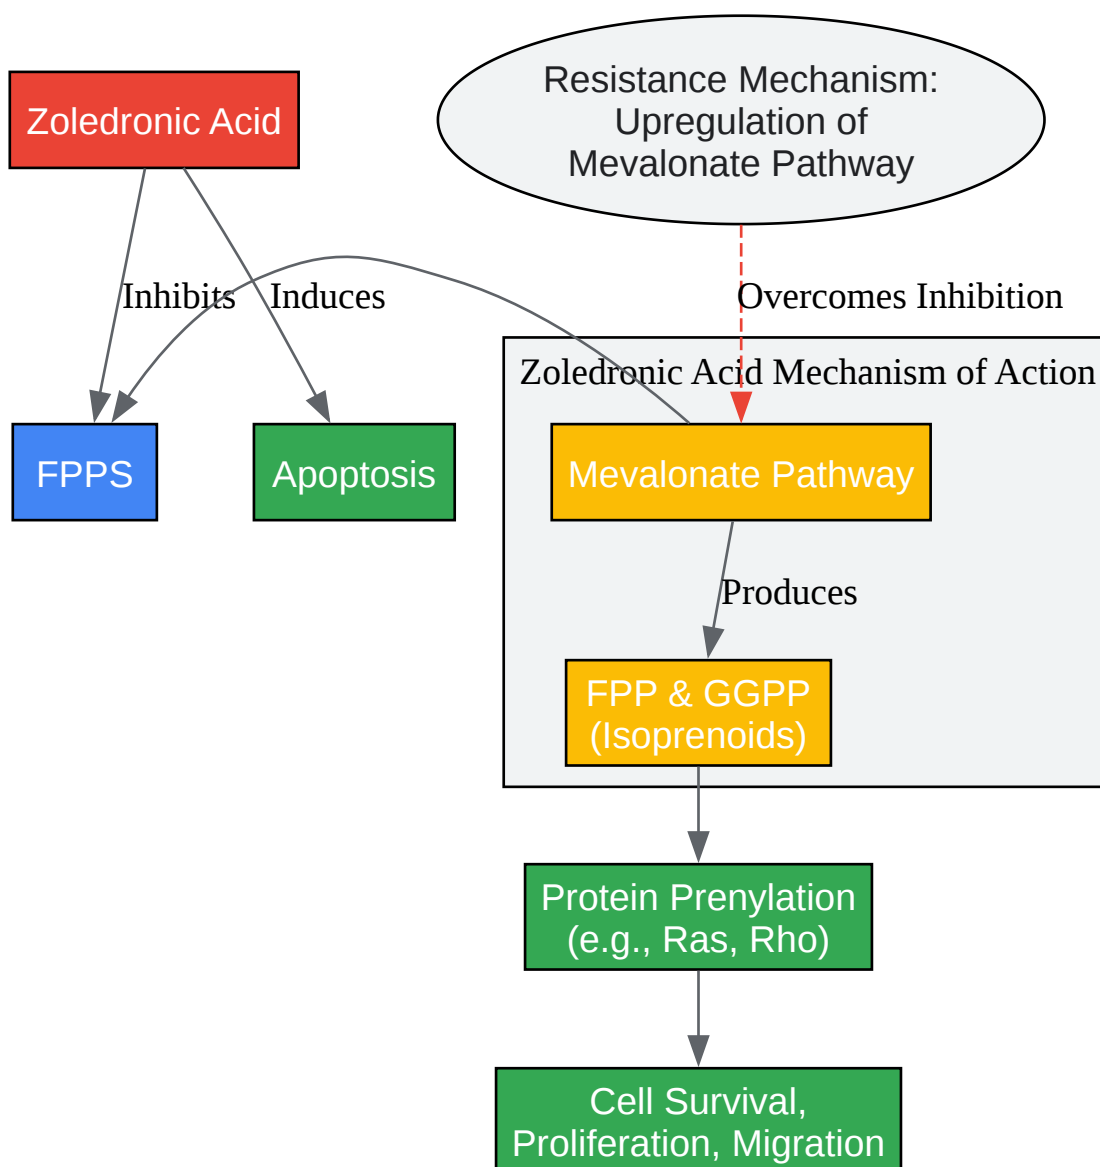 Resistance Mechanism:
Upregulation of
Mevalonate Pathway
Zoledronic Acid
Inhibits
Induces
Overcomes Inhibition
Zoledronic Acid Mechanism of Action
FPPS
Apoptosis
Mevalonate Pathway
Produces
FPP & GGPP
(Isoprenoids)
Protein Prenylation
(e.g., Ras, Rho)
Cell Survival,
Proliferation, Migration